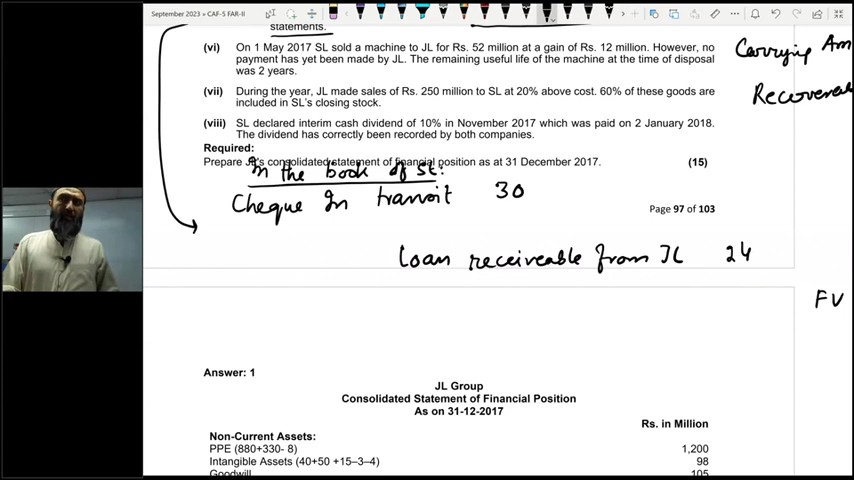 September 2023 » CAF-5 FAR-II
statements.
(vi) On 1 May 2017 SL sold a machine to JL for Rs. 52 million at a gain of Rs. 12 million. However, no
payment has yet been made by JL. The remaining useful life of the machine at the time of disposal
was 2 years.
Carrying Am
(vii) During the year, JL made sales of Rs. 250 million to SL at 20% above cost. 60% of these goods are
included in SL's closing stock.
Recoverab
(viii) SL declared interim cash dividend of 10% in November 2017 which was paid on 2 January 2018.
The dividend has correctly been recorded by both companies.
Required:
Prepare JL's consolidated statement of financial position as at 31 December 2017. (15)
In the book of SL:
Cheque In transit 30
Page 97 of 103
Loan receiveable from JL 24
FV
Answer: 1
JL Group
Consolidated Statement of Financial Position
As on 31-12-2017
Rs. in Million
Non-Current Assets:
PPE (880+330- 8) 1,200
Intangible Assets (40+50 +15–3–4) 98
Goodwill 105